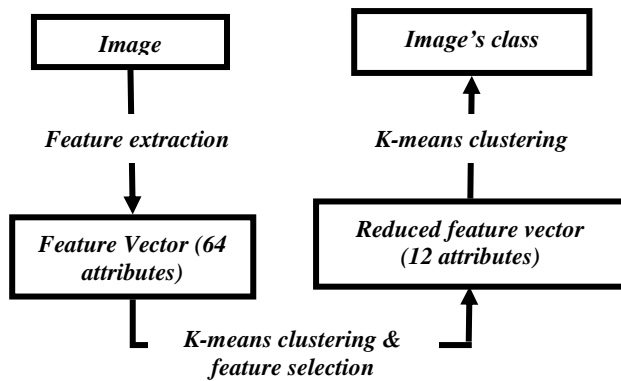 Image
Feature extraction
Feature Vector (64
attributes)
K-means clustering &
feature selection
Reduced feature vector
(12 attributes)
K-means clustering
Image's class